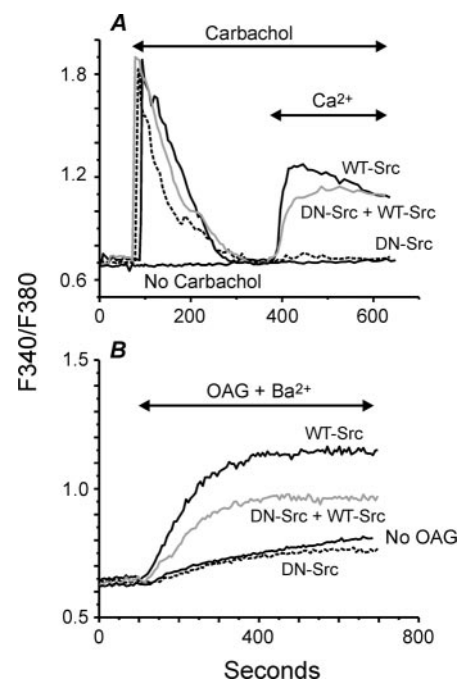 A
Carbachol
1.8
Ca2+
WT-Src
1.2
DN-Src + WT-Src
DN-Src
0.6
No Carbachol
0 200 400 600
F340/F380
B
1.5
OAG + Ba2+
WT-Src
1.0
DN-Src + WT-Src
No OAG
DN-Src
0.5
0 400 800
Seconds